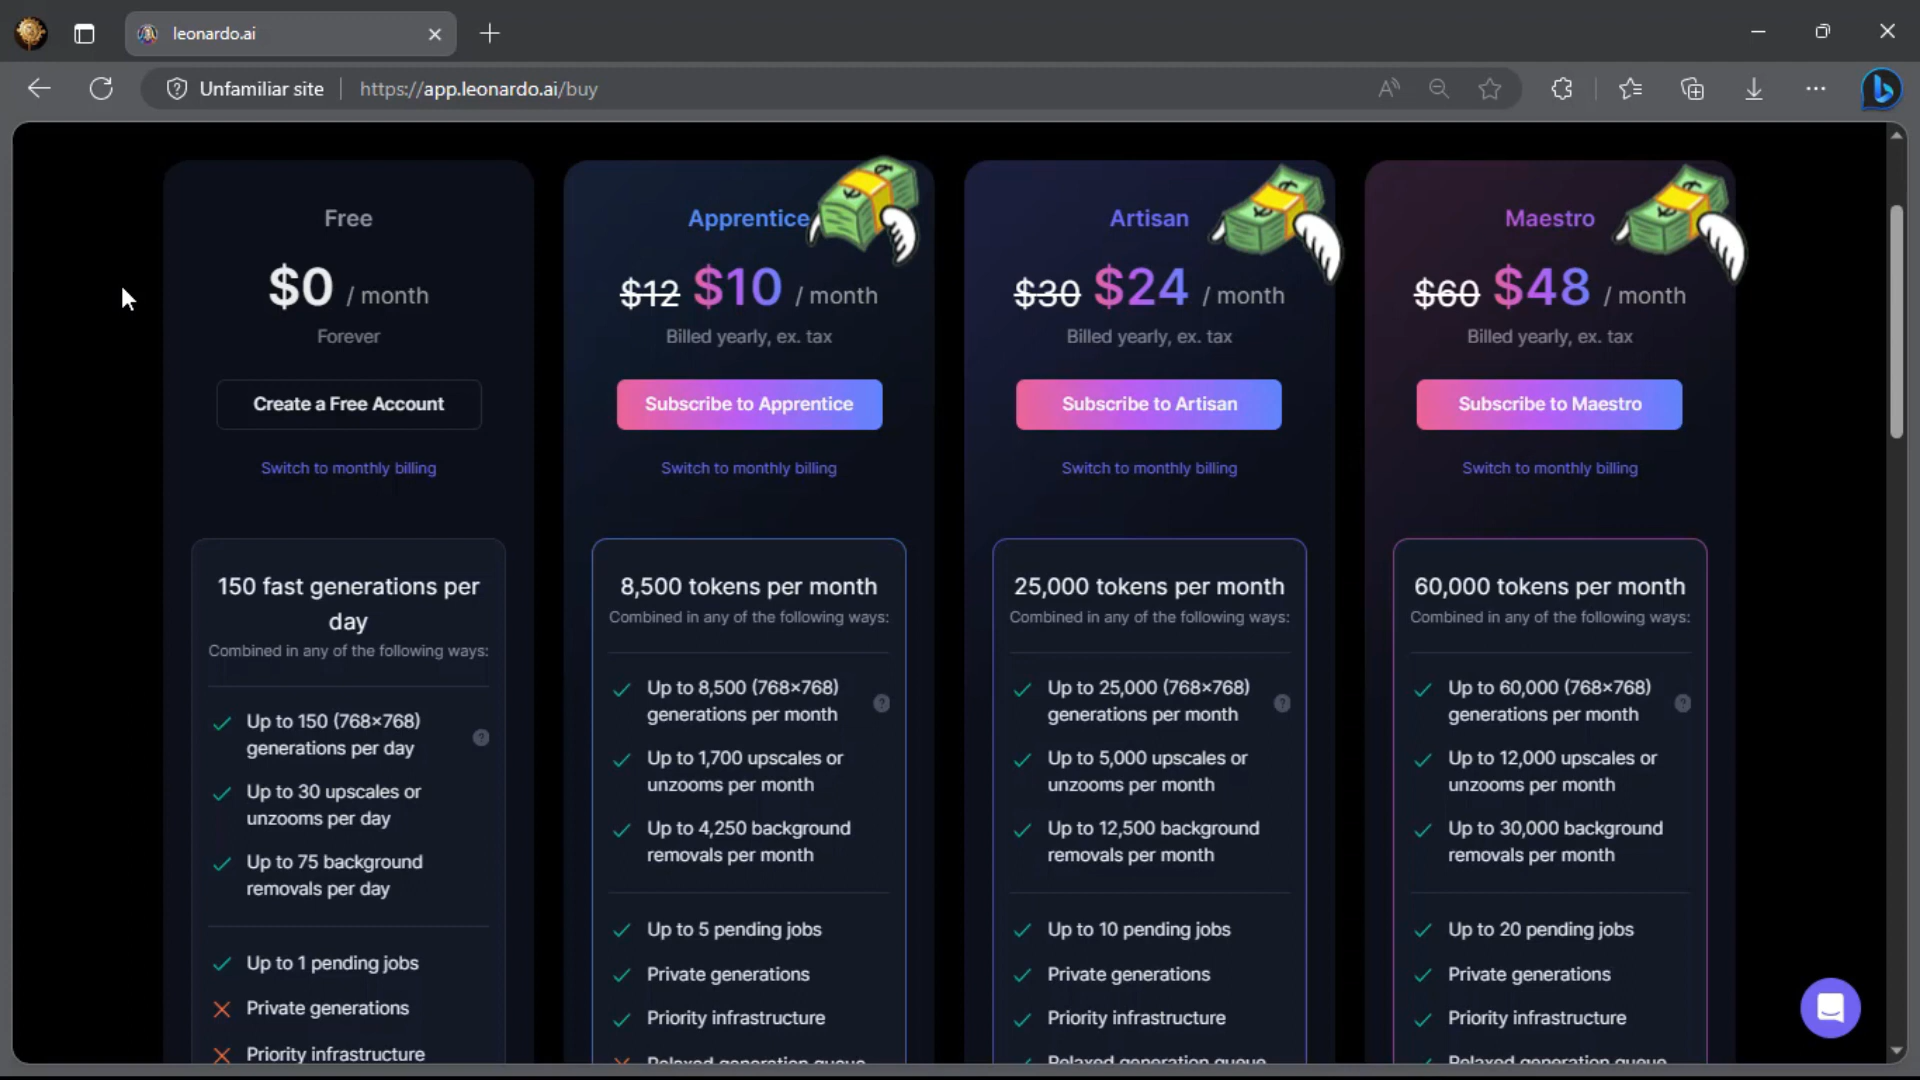 leonardo.ai
Unfamiliar site
https://app.leonardo.ai/buy
Free
$0 / month
Forever
Create a Free Account
Switch to monthly billing
150 fast generations per
day
Combined in any of the following ways:
Up to 150 (768×768)
generations per day
Up to 30 upscales or
unzooms per day
Up to 75 background
removals per day
Up to 1 pending jobs
Private generations
Priority infrastructure
Apprentice
$12 $10 / month
Billed yearly, ex. tax
Subscribe to Apprentice
Switch to monthly billing
8,500 tokens per month
Combined in any of the following ways:
Up to 8,500 (768×768)
generations per month
Up to 1,700 upscales or
unzooms per month
Up to 4,250 background
removals per month
Up to 5 pending jobs
Private generations
Priority infrastructure
Relaxed generation queue
Artisan
$30 $24 / month
Billed yearly, ex. tax
Subscribe to Artisan
Switch to monthly billing
25,000 tokens per month
Combined in any of the following ways:
Up to 25,000 (768×768)
generations per month
Up to 5,000 upscales or
unzooms per month
Up to 12,500 background
removals per month
Up to 10 pending jobs
Private generations
Priority infrastructure
Relaxed generation queue
Maestro
$60 $48 / month
Billed yearly, ex. tax
Subscribe to Maestro
Switch to monthly billing
60,000 tokens per month
Combined in any of the following ways:
Up to 60,000 (768×768)
generations per month
Up to 12,000 upscales or
unzooms per month
Up to 30,000 background
removals per month
Up to 20 pending jobs
Private generations
Priority infrastructure
Relaxed generation queue